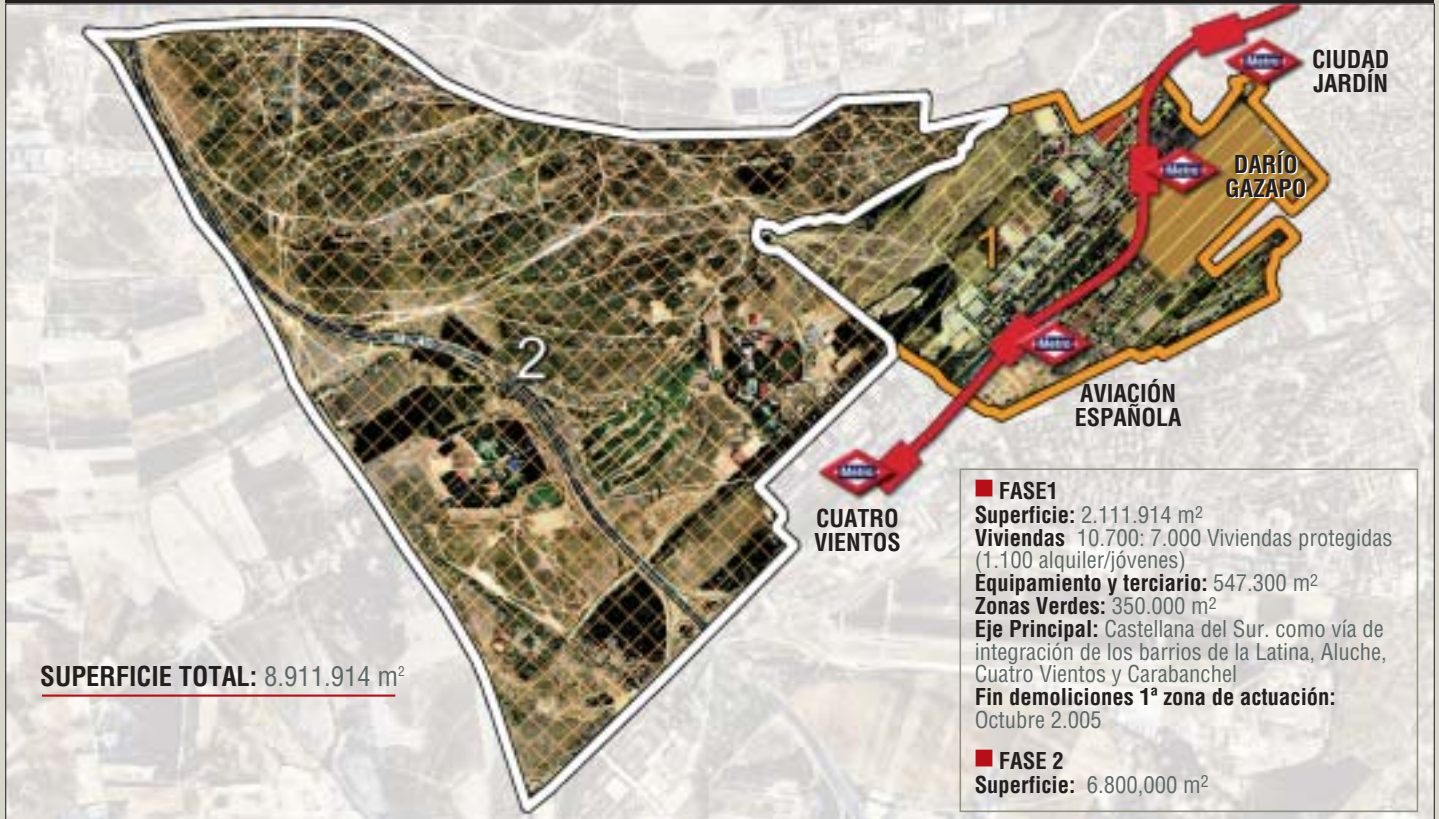 Metro
CIUDAD
JARDÍN
Metro
DARÍO
GAZAPO
1
2
Metro
AVIACIÓN
ESPAÑOLA
Metro
CUATRO
VIENTOS
SUPERFICIE TOTAL: 8.911.914 m²
FASE1
Superficie: 2.111.914 m²
Viviendas 10.700: 7.000 Viviendas protegidas
(1.100 alquiler/jóvenes)
Equipamiento y terciario: 547.300 m²
Zonas Verdes: 350.000 m²
Eje Principal: Castellana del Sur. como vía de
integración de los barrios de la Latina, Aluche,
Cuatro Vientos y Carabanchel
Fin demoliciones 1ª zona de actuación:
Octubre 2.005
FASE 2
Superficie: 6.800,000 m²